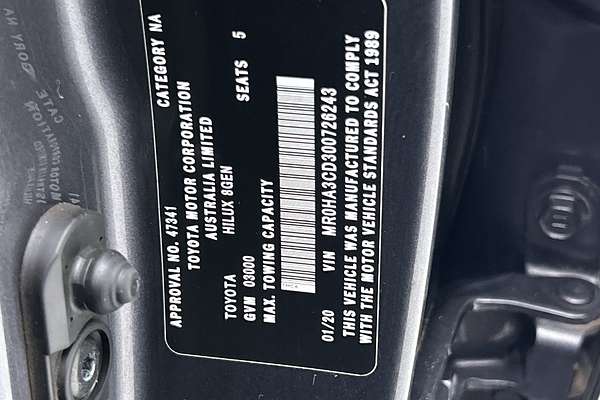 APPROVAL NO. 47341 CATEGORY NA
TOYOTA MOTOR CORPORATION
AUSTRALIA LIMITED
TOYOTA HILUX 8GEN
GVM 03000 SEATS 5
MAX. TOWING CAPACITY
01/20 VIN MR0HA3CD300726243
THIS VEHICLE WAS MANUFACTURED TO COMPLY
WITH THE MOTOR VEHICLE STANDARDS ACT 1989